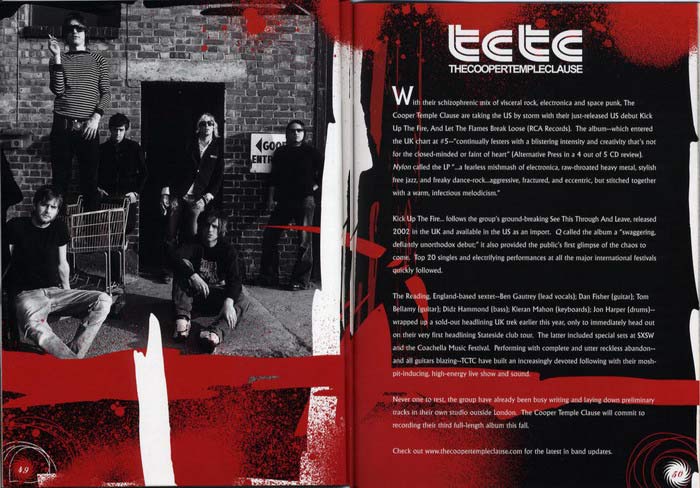 GOOD
ENTR
49
tctc
THECOOPERTEMPLECLAUSE
With their schizophrenic mix of visceral rock, electronica and space punk, The
Cooper Temple Clause are taking the US by storm with their just-released US debut Kick
Up The Fire, And Let The Flames Break Loose (RCA Records). The album--which entered
the UK chart at #5--"continually festers with a blistering intensity and creativity that's not
for the closed-minded or faint of heart" (Alternative Press in a 4 out of 5 CD review).
Nylon called the LP "...a fearless mishmash of electronica, raw-throated heavy metal, stylish
free jazz, and freaky dance-rock...aggressive, fractured, and eccentric, but stitched together
with a warm, infectious melodicism."
Kick Up The Fire... follows the group's ground-breaking See This Through And Leave, released
2002 in the UK and available in the US as an import. Q called the album a "swaggering,
defiantly unorthodox debut;" it also provided the public's first glimpse of the chaos to
come. Top 20 singles and electrifying performances at all the major international festivals
quickly followed.
The Reading, England-based sextet--Ben Gautrey (lead vocals); Dan Fisher (guitar); Tom
Bellamy (guitar); Didz Hammond (bass); Kieran Mahon (keyboards); Jon Harper (drums)--
wrapped up a sold-out headlining UK trek earlier this year, only to immediately head out
on their very first headlining Stateside club tour. The latter included special sets at SXSW
and the Coachella Music Festival. Performing with complete and utter reckless abandon--
and all guitars blazing--TCTC have built an increasingly devoted following with their mosh-
pit-inducing, high-energy live show and sound.
Never one to rest, the group have already been busy writing and laying down preliminary
tracks in their own studio outside London. The Cooper Temple Clause will commit to
recording their third full-length album this fall.
Check out www.thecoopertempleclause.com for the latest in band updates.
50